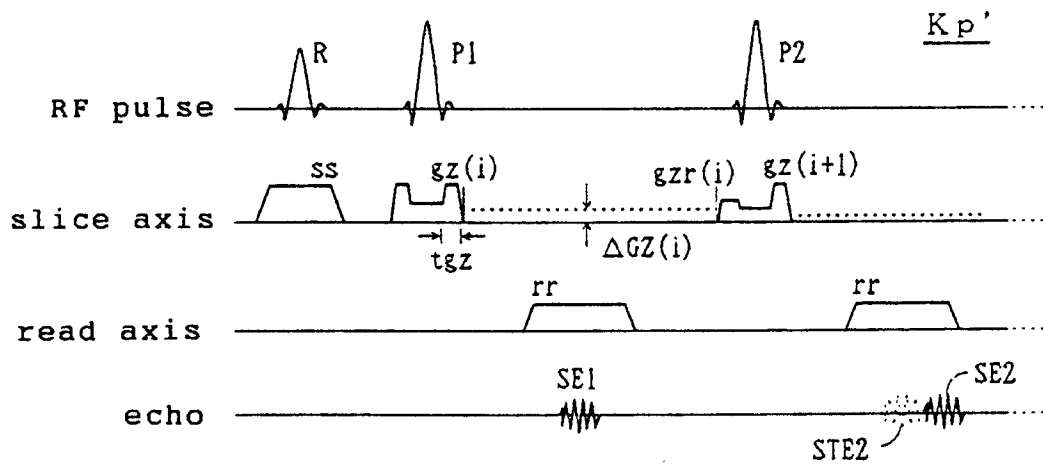 Kp'
R P1 P2
RF pulse
ss gz(i) gzr(i) gz(i+1)
slice axis
tgz ΔGZ(i)
rr rr
read axis
SE1 SE2
echo
STE2